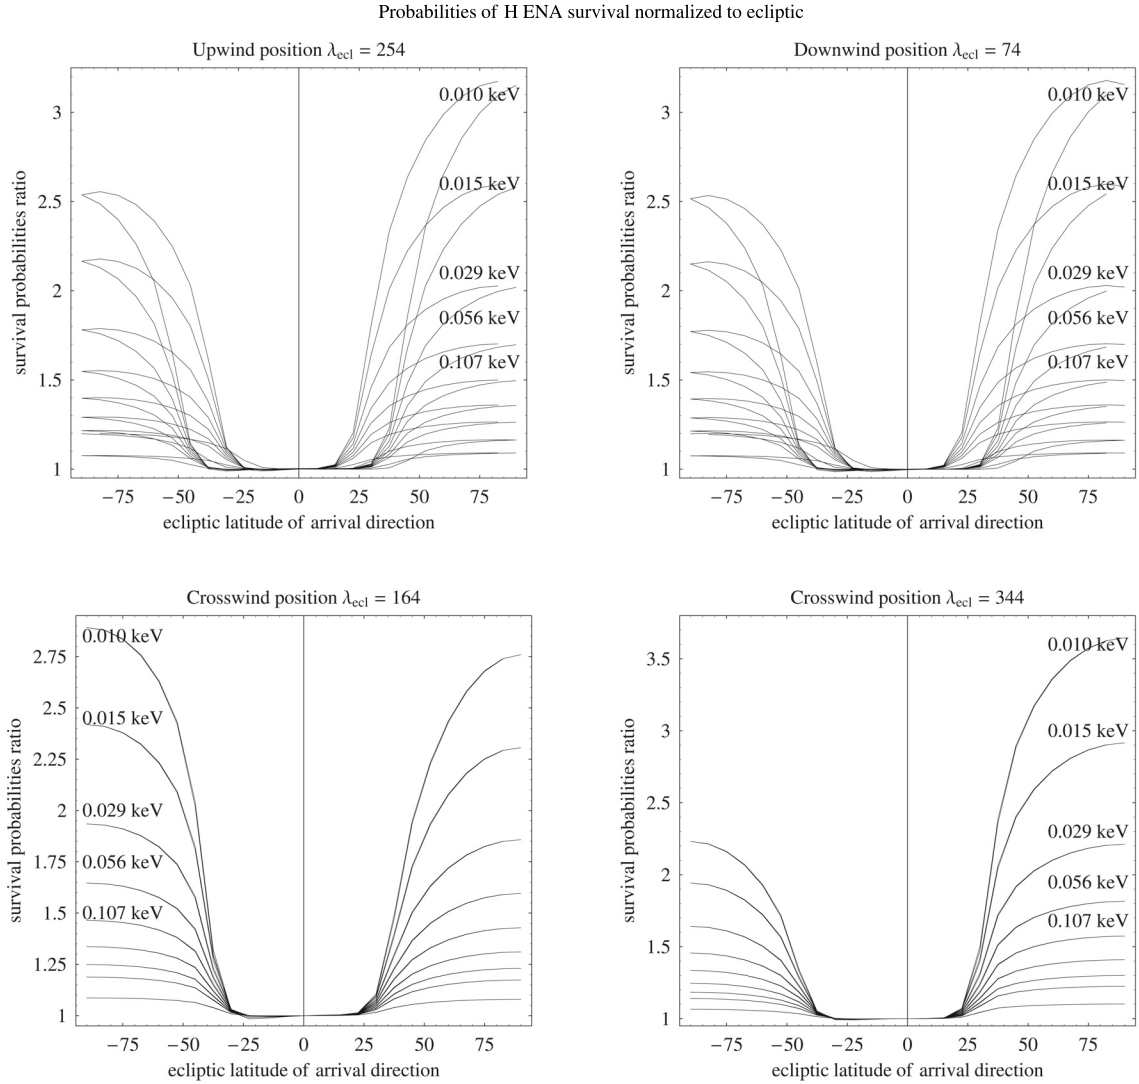 Probabilities of H ENA survival normalized to ecliptic
Upwind position λecl = 254
survival probabilities ratio
3
2.5
2
1.5
1
0.010 keV
0.015 keV
0.029 keV
0.056 keV
0.107 keV
−75 −50 −25 0 25 50 75
ecliptic latitude of arrival direction
Downwind position λecl = 74
survival probabilities ratio
3
2.5
2
1.5
1
0.010 keV
0.015 keV
0.029 keV
0.056 keV
0.107 keV
−75 −50 −25 0 25 50 75
ecliptic latitude of arrival direction
Crosswind position λecl = 164
survival probabilities ratio
2.75
2.5
2.25
2
1.75
1.5
1.25
1
0.010 keV
0.015 keV
0.029 keV
0.056 keV
0.107 keV
−75 −50 −25 0 25 50 75
ecliptic latitude of arrival direction
Crosswind position λecl = 344
survival probabilities ratio
3.5
3
2.5
2
1.5
1
0.010 keV
0.015 keV
0.029 keV
0.056 keV
0.107 keV
−75 −50 −25 0 25 50 75
ecliptic latitude of arrival direction